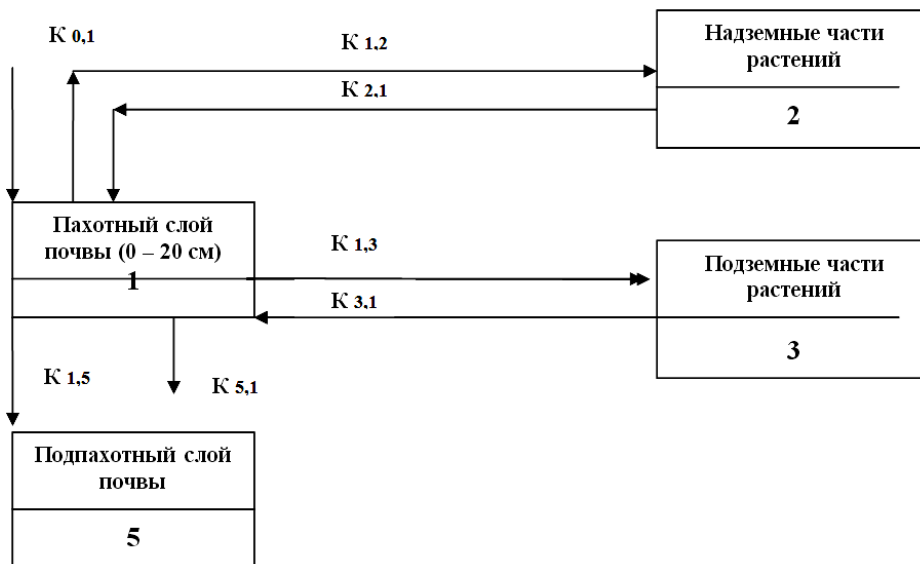 К 0,1
К 1,2
К 2,1
Надземные части
растений
2
Пахотный слой
почвы (0 – 20 см)
1
К 1,3
К 3,1
Подземные части
растений
3
К 1,5
К 5,1
Подпахотный слой
почвы
5